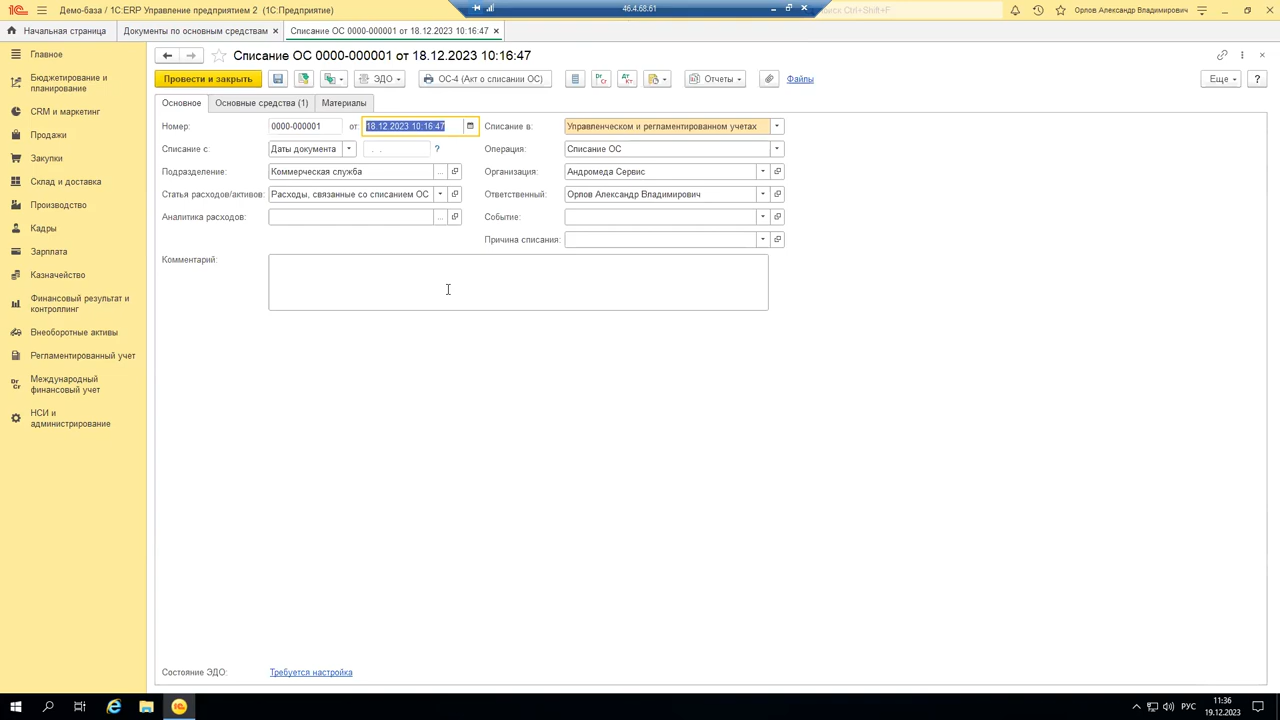 Демо-база / 1С:ERP Управление предприятием 2 (1С:Предприятие)
46.4.68.61
Ctrl+Shift+F
Орлов Александр Владимирович
Начальная страница
Документы по основным средствам ×
Списание ОС 0000-000001 от 18.12.2023 10:16:47 ×
Главное
Бюджетирование и
планирование
CRM и маркетинг
Продажи
Закупки
Склад и доставка
Производство
Кадры
Зарплата
Казначейство
Финансовый результат и
контроллинг
Внеоборотные активы
Регламентированный учет
Международный
финансовый учет
НСИ и
администрирование
Списание ОС 0000-000001 от 18.12.2023 10:16:47
Провести и закрыть
ЭДО
ОС-4 (Акт о списании ОС)
Отчеты
Файлы
Еще
?
Основное
Основные средства (1)
Материалы
Номер: 0000-000001 от: 18.12.2023 10:16:47 Списание в: Управленческом и регламентированном учетах
Списание с: Даты документа . . ? Операция: Списание ОС
Подразделение: Коммерческая служба Организация: Андромеда Сервис
Статья расходов/активов: Расходы, связанные со списанием ОС Ответственный: Орлов Александр Владимирович
Аналитика расходов: Событие:
Причина списания:
Комментарий:
Состояние ЭДО: Требуется настройка
РУС
11:36
19.12.2023